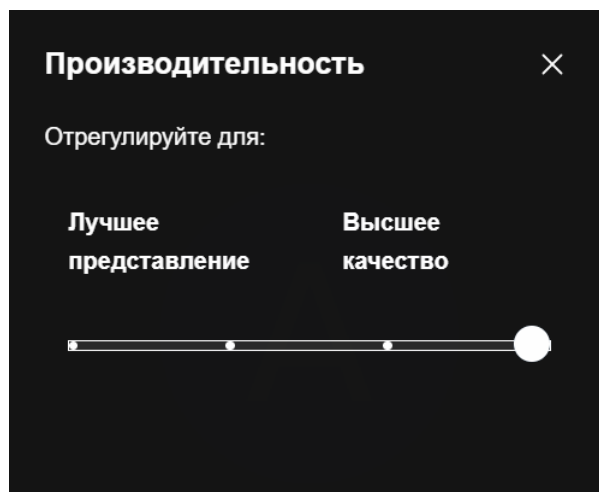 Производительность
Отрегулируйте для:
Лучшее
представление
Высшее
качество